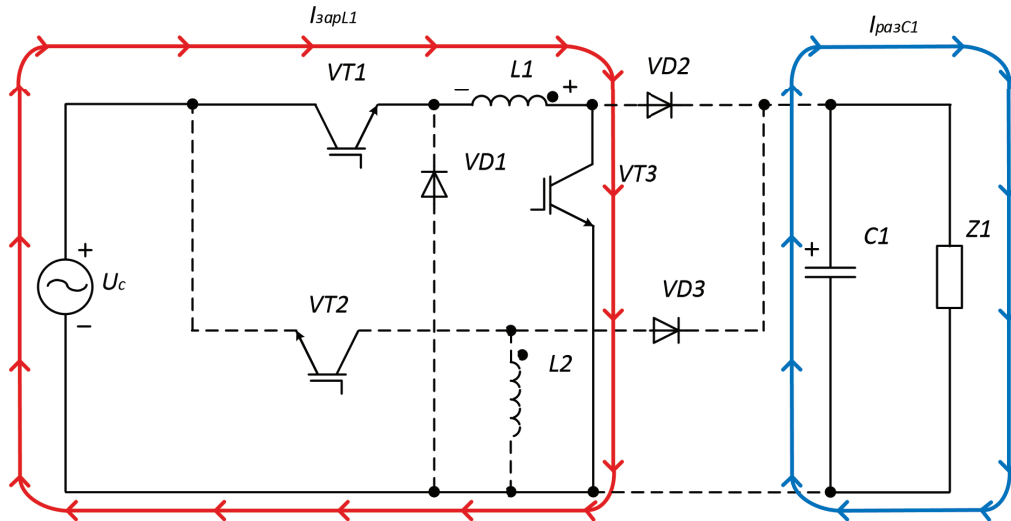 IзарL1
IразC1
VT1
L1
VD2
–
+
VD1
VT3
+
Uc
–
+
C1
Z1
VT2
VD3
L2